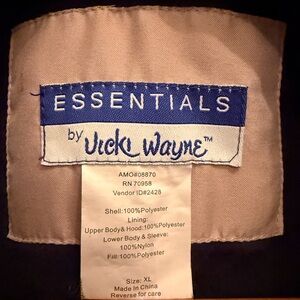 ESSENTIALS
by Vicki Wayne™
AMO#08870
RN 70958
Vendor ID#2428
Shell:100%Polyester
Lining:
Upper Body& Hood:100%Polyester
Lower Body & Sleeve:
100%Nylon
Fill:100%Polyester
Size: XL
Made In China
Reverse for care